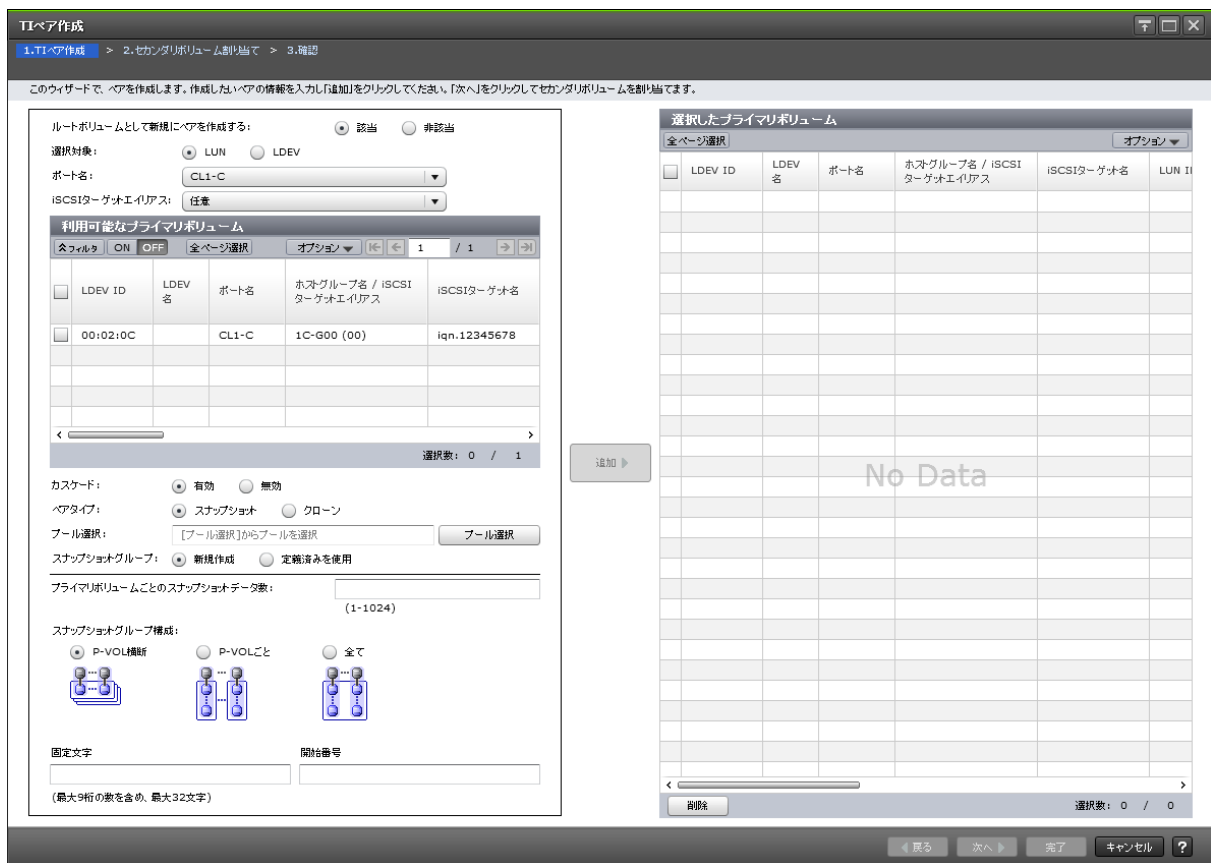 TIペア作成
1.TIペア作成 > 2.セカンダリボリューム割り当て > 3.確認
このウィザードで、ペアを作成します。作成したいペアの情報を入力し「追加」をクリックしてください。「次へ」をクリックしてセカンダリボリュームを割り当てます。
ルートボリュームとして新規にペアを作成する: 該当 非該当
選択対象: LUN LDEV
ポート名: CL1-C
iSCSIターゲットエイリアス: 任意
利用可能なプライマリボリューム
フィルタ ON OFF 全ページ選択 オプション 1 / 1
LDEV ID LDEV名 ポート名 ホストグループ名 / iSCSIターゲットエイリアス iSCSIターゲット名
00:02:0C CL1-C 1C-G00 (00) iqn.12345678
選択数: 0 / 1
カスケード: 有効 無効
ペアタイプ: スナップショット クローン
プール選択: [プール選択]からプールを選択 プール選択
スナップショットグループ: 新規作成 定義済みを使用
プライマリボリュームごとのスナップショットデータ数:
(1-1024)
スナップショットグループ構成:
P-VOL横断 P-VOLごと 全て
固定文字 開始番号
(最大9桁の数を含め、最大32文字)
追加
選択したプライマリボリューム
全ページ選択 オプション
LDEV ID LDEV名 ポート名 ホストグループ名 / iSCSIターゲットエイリアス iSCSIターゲット名 LUN I
No Data
削除 選択数: 0 / 0
戻る 次へ 完了 キャンセル ?